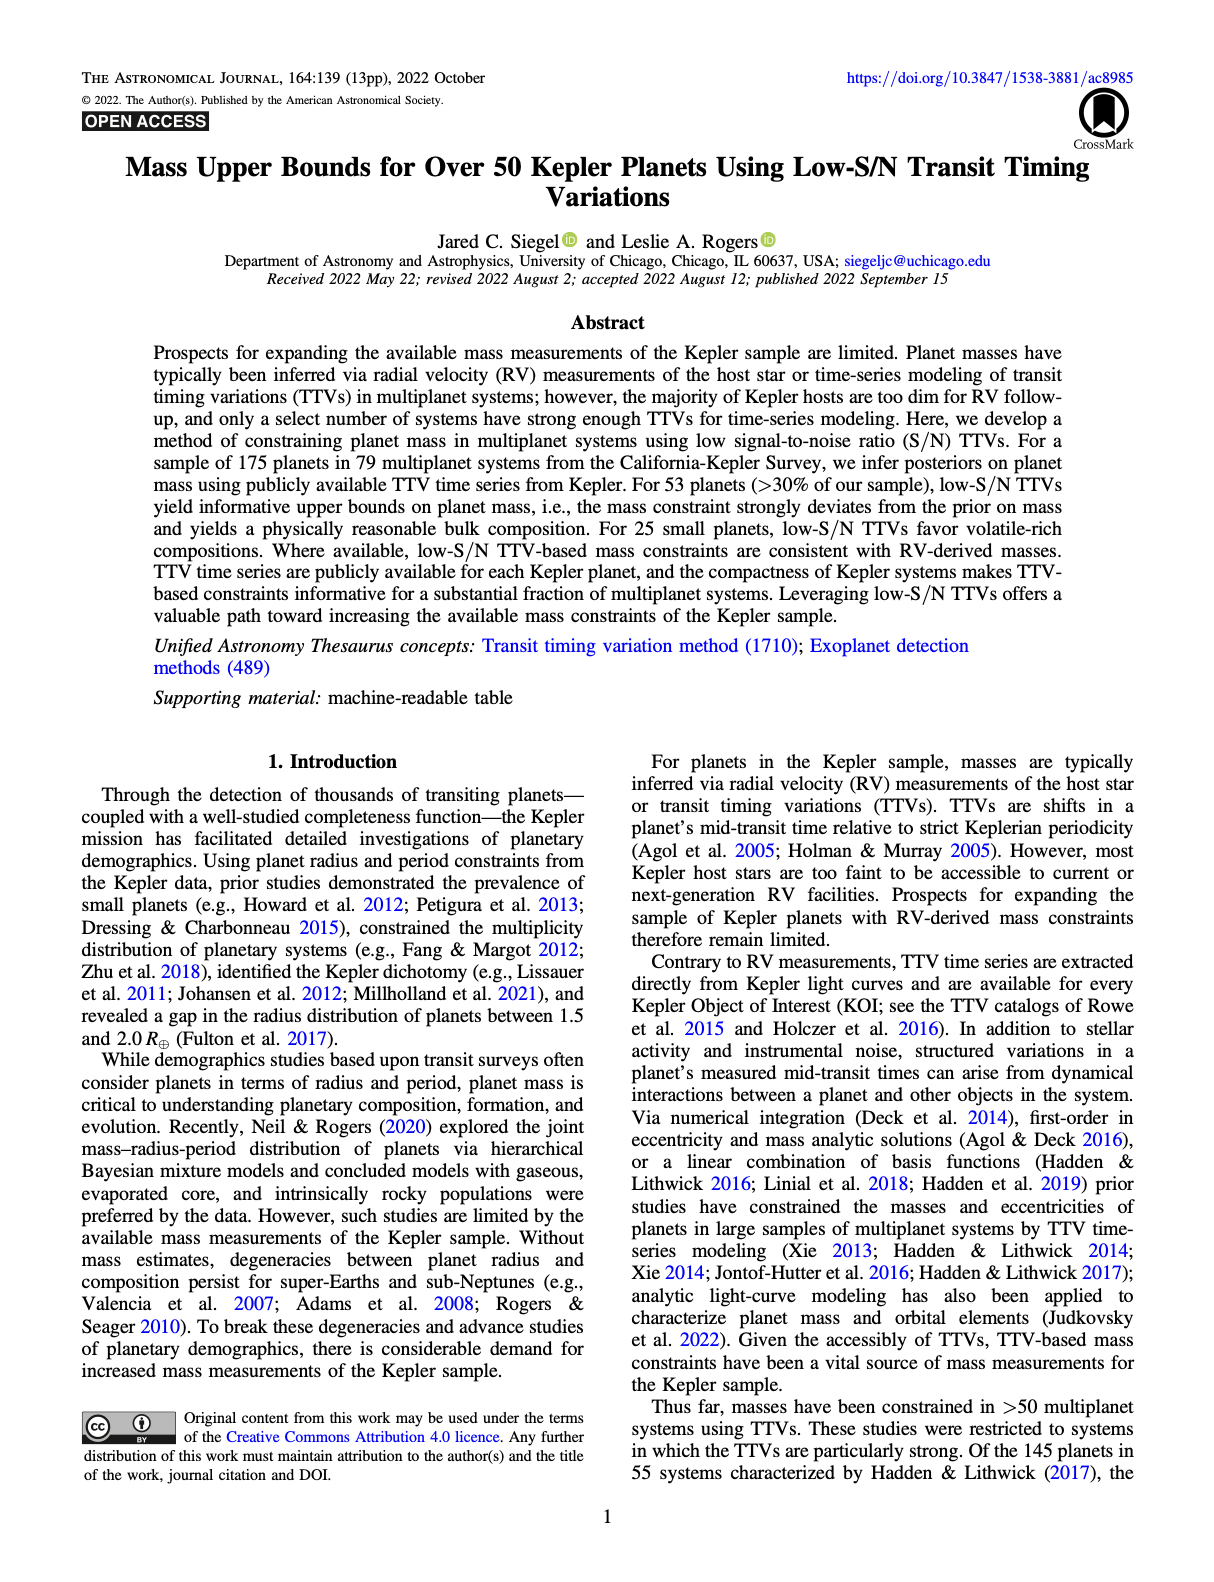 THE ASTRONOMICAL JOURNAL, 164:139 (13pp), 2022 October
https://doi.org/10.3847/1538-3881/ac8985
© 2022. The Author(s). Published by the American Astronomical Society.
OPEN ACCESS
CrossMark
Mass Upper Bounds for Over 50 Kepler Planets Using Low-S/N Transit Timing
Variations
Jared C. Siegel iD and Leslie A. Rogers iD
Department of Astronomy and Astrophysics, University of Chicago, Chicago, IL 60637, USA; siegeljc@uchicago.edu
Received 2022 May 22; revised 2022 August 2; accepted 2022 August 12; published 2022 September 15
Abstract
Prospects for expanding the available mass measurements of the Kepler sample are limited. Planet masses have
typically been inferred via radial velocity (RV) measurements of the host star or time-series modeling of transit
timing variations (TTVs) in multiplanet systems; however, the majority of Kepler hosts are too dim for RV follow-
up, and only a select number of systems have strong enough TTVs for time-series modeling. Here, we develop a
method of constraining planet mass in multiplanet systems using low signal-to-noise ratio (S/N) TTVs. For a
sample of 175 planets in 79 multiplanet systems from the California-Kepler Survey, we infer posteriors on planet
mass using publicly available TTV time series from Kepler. For 53 planets (>30% of our sample), low-S/N TTVs
yield informative upper bounds on planet mass, i.e., the mass constraint strongly deviates from the prior on mass
and yields a physically reasonable bulk composition. For 25 small planets, low-S/N TTVs favor volatile-rich
compositions. Where available, low-S/N TTV-based mass constraints are consistent with RV-derived masses.
TTV time series are publicly available for each Kepler planet, and the compactness of Kepler systems makes TTV-
based constraints informative for a substantial fraction of multiplanet systems. Leveraging low-S/N TTVs offers a
valuable path toward increasing the available mass constraints of the Kepler sample.
Unified Astronomy Thesaurus concepts: Transit timing variation method (1710); Exoplanet detection
methods (489)
Supporting material: machine-readable table
1. Introduction
Through the detection of thousands of transiting planets—
coupled with a well-studied completeness function—the Kepler
mission has facilitated detailed investigations of planetary
demographics. Using planet radius and period constraints from
the Kepler data, prior studies demonstrated the prevalence of
small planets (e.g., Howard et al. 2012; Petigura et al. 2013;
Dressing & Charbonneau 2015), constrained the multiplicity
distribution of planetary systems (e.g., Fang & Margot 2012;
Zhu et al. 2018), identified the Kepler dichotomy (e.g., Lissauer
et al. 2011; Johansen et al. 2012; Millholland et al. 2021), and
revealed a gap in the radius distribution of planets between 1.5
and 2.0 R⊕ (Fulton et al. 2017).
While demographics studies based upon transit surveys often
consider planets in terms of radius and period, planet mass is
critical to understanding planetary composition, formation, and
evolution. Recently, Neil & Rogers (2020) explored the joint
mass–radius-period distribution of planets via hierarchical
Bayesian mixture models and concluded models with gaseous,
evaporated core, and intrinsically rocky populations were
preferred by the data. However, such studies are limited by the
available mass measurements of the Kepler sample. Without
mass estimates, degeneracies between planet radius and
composition persist for super-Earths and sub-Neptunes (e.g.,
Valencia et al. 2007; Adams et al. 2008; Rogers &
Seager 2010). To break these degeneracies and advance studies
of planetary demographics, there is considerable demand for
increased mass measurements of the Kepler sample.
cc BY
Original content from this work may be used under the terms
of the Creative Commons Attribution 4.0 licence. Any further
distribution of this work must maintain attribution to the author(s) and the title
of the work, journal citation and DOI.
For planets in the Kepler sample, masses are typically
inferred via radial velocity (RV) measurements of the host star
or transit timing variations (TTVs). TTVs are shifts in a
planet's mid-transit time relative to strict Keplerian periodicity
(Agol et al. 2005; Holman & Murray 2005). However, most
Kepler host stars are too faint to be accessible to current or
next-generation RV facilities. Prospects for expanding the
sample of Kepler planets with RV-derived mass constraints
therefore remain limited.
Contrary to RV measurements, TTV time series are extracted
directly from Kepler light curves and are available for every
Kepler Object of Interest (KOI; see the TTV catalogs of Rowe
et al. 2015 and Holczer et al. 2016). In addition to stellar
activity and instrumental noise, structured variations in a
planet's measured mid-transit times can arise from dynamical
interactions between a planet and other objects in the system.
Via numerical integration (Deck et al. 2014), first-order in
eccentricity and mass analytic solutions (Agol & Deck 2016),
or a linear combination of basis functions (Hadden &
Lithwick 2016; Linial et al. 2018; Hadden et al. 2019) prior
studies have constrained the masses and eccentricities of
planets in large samples of multiplanet systems by TTV time-
series modeling (Xie 2013; Hadden & Lithwick 2014;
Xie 2014; Jontof-Hutter et al. 2016; Hadden & Lithwick 2017);
analytic light-curve modeling has also been applied to
characterize planet mass and orbital elements (Judkovsky
et al. 2022). Given the accessibly of TTVs, TTV-based mass
constraints have been a vital source of mass measurements for
the Kepler sample.
Thus far, masses have been constrained in >50 multiplanet
systems using TTVs. These studies were restricted to systems
in which the TTVs are particularly strong. Of the 145 planets in
55 systems characterized by Hadden & Lithwick (2017), the
1